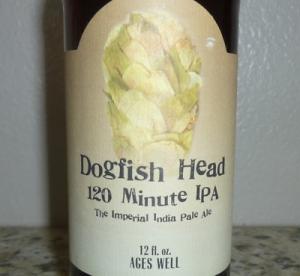 Dogfish Head
120 Minute IPA
The Imperial India Pale Ale
12 fl. oz.
AGES WELL